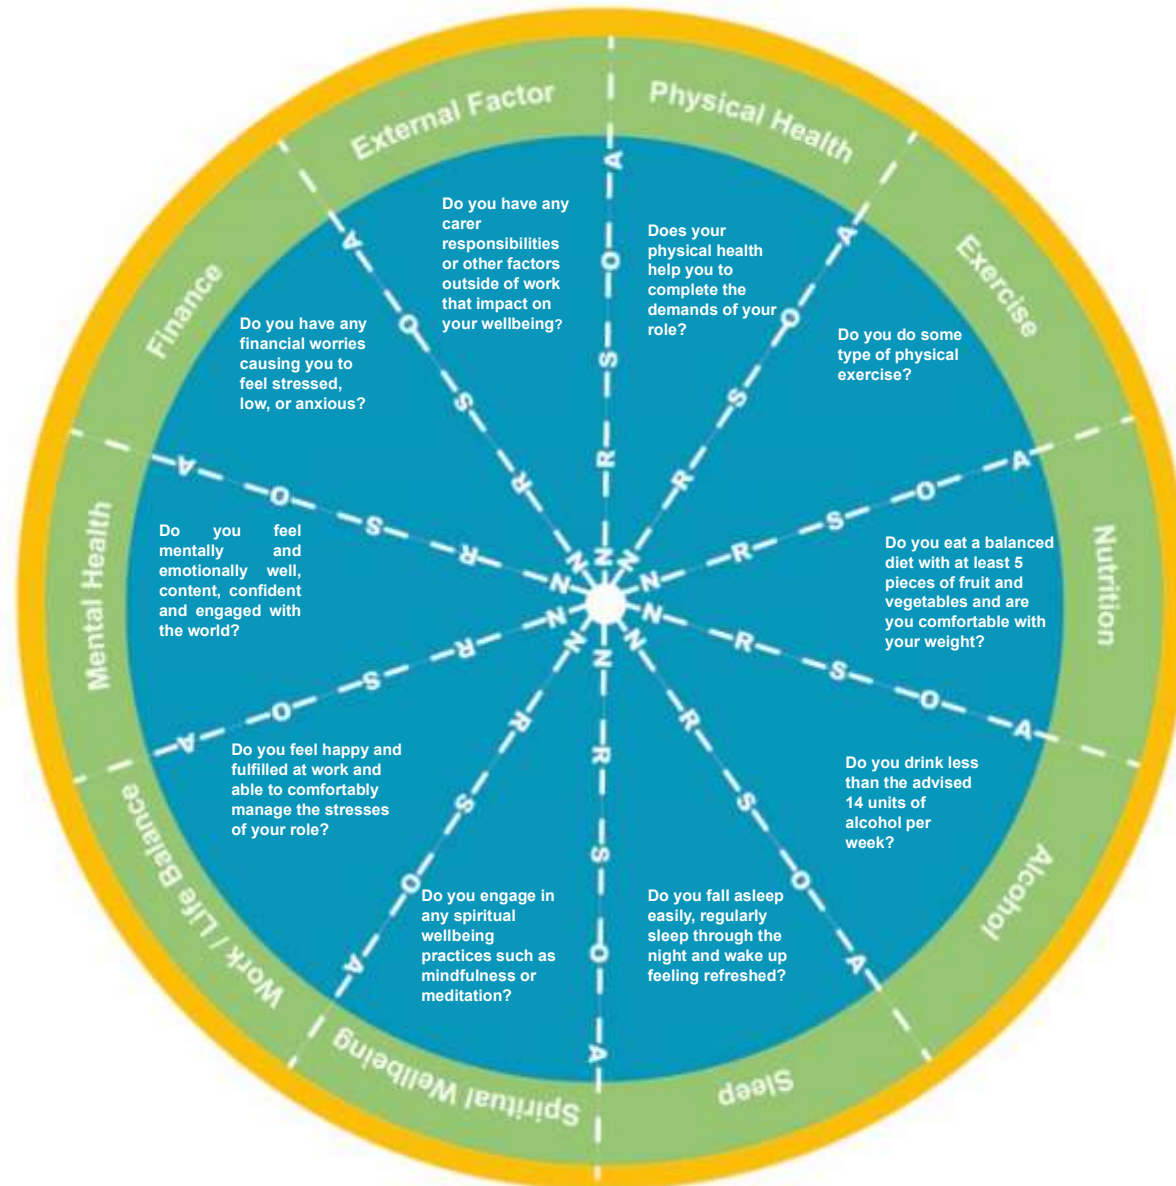 External Factor
Do you have any
carer
responsibilities
or other factors
outside of work
that impact on
your wellbeing?
Physical Health
Does your
physical health
help you to
complete the
demands of your
role?
Exercise
Do you do some
type of physical
exercise?
Nutrition
Do you eat a balanced
diet with at least 5
pieces of fruit and
vegetables and are
you comfortable with
your weight?
Alcohol
Do you drink less
than the advised
14 units of
alcohol per
week?
Sleep
Do you fall asleep
easily, regularly
sleep through the
night and wake up
feeling refreshed?
Spiritual Wellbeing
Do you engage in
any spiritual
wellbeing
practices such as
mindfulness or
meditation?
Work / Life Balance
Do you feel happy and
fulfilled at work and
able to comfortably
manage the stresses
of your role?
Mental Health
Do you feel
mentally and
emotionally well,
content, confident
and engaged with
the world?
Finance
Do you have any
financial worries
causing you to
feel stressed,
low, or anxious?
A O S R N
A O S R N
A O S R N
A O S R N
A O S R N
A O S R N
A O S R N
A O S R N
A O S R N
A O S R N